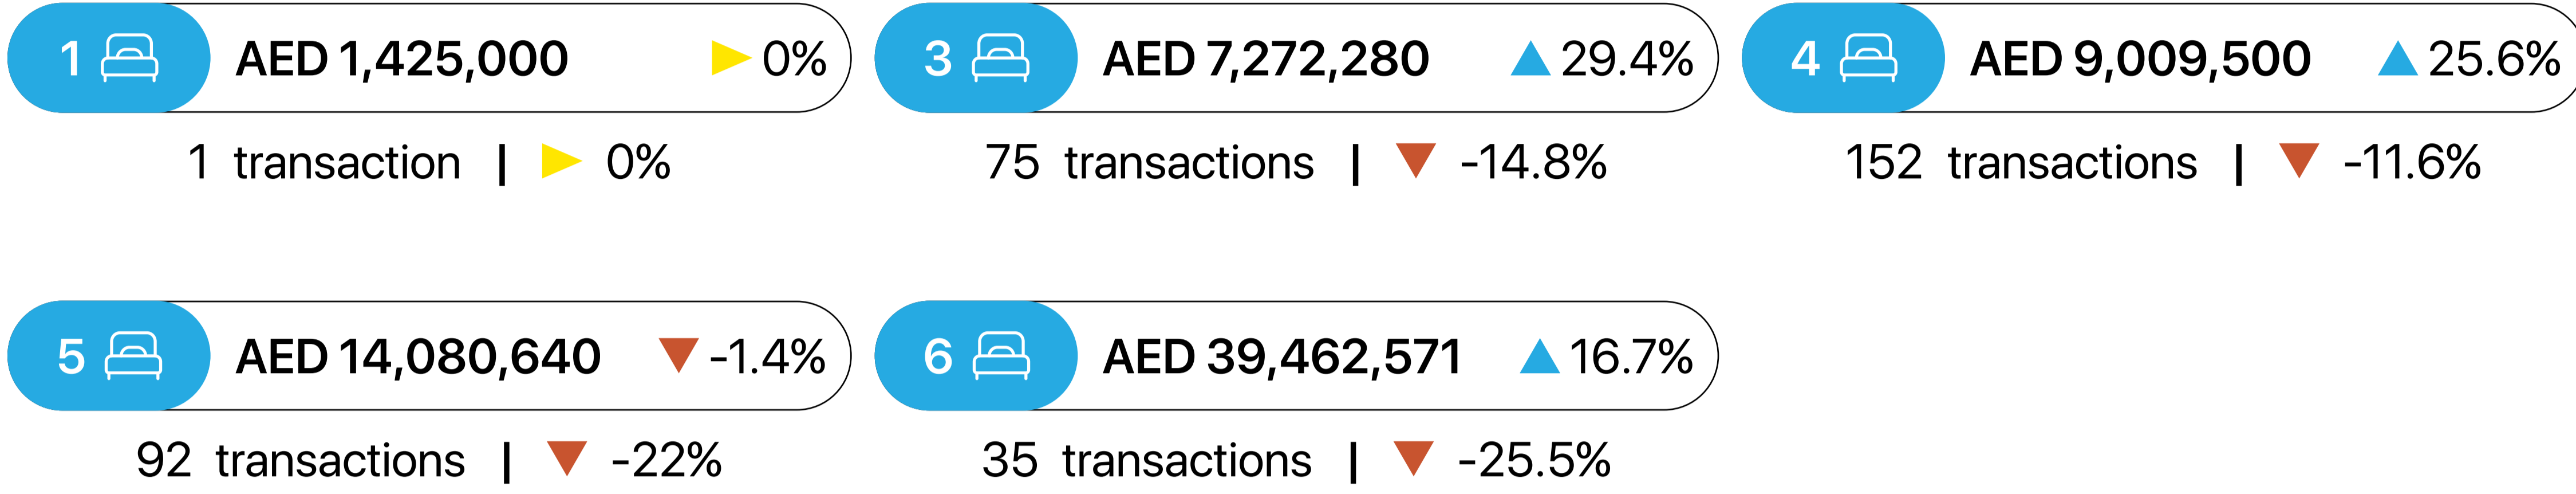 1 AED 1,425,000 0% 3 AED 7,272,280 29.4% 4 AED 9,009,500 25.6%
1 transaction | 0% 75 transactions | -14.8% 152 transactions | -11.6%
5 AED 14,080,640 -1.4% 6 AED 39,462,571 16.7%
92 transactions | -22% 35 transactions | -25.5%